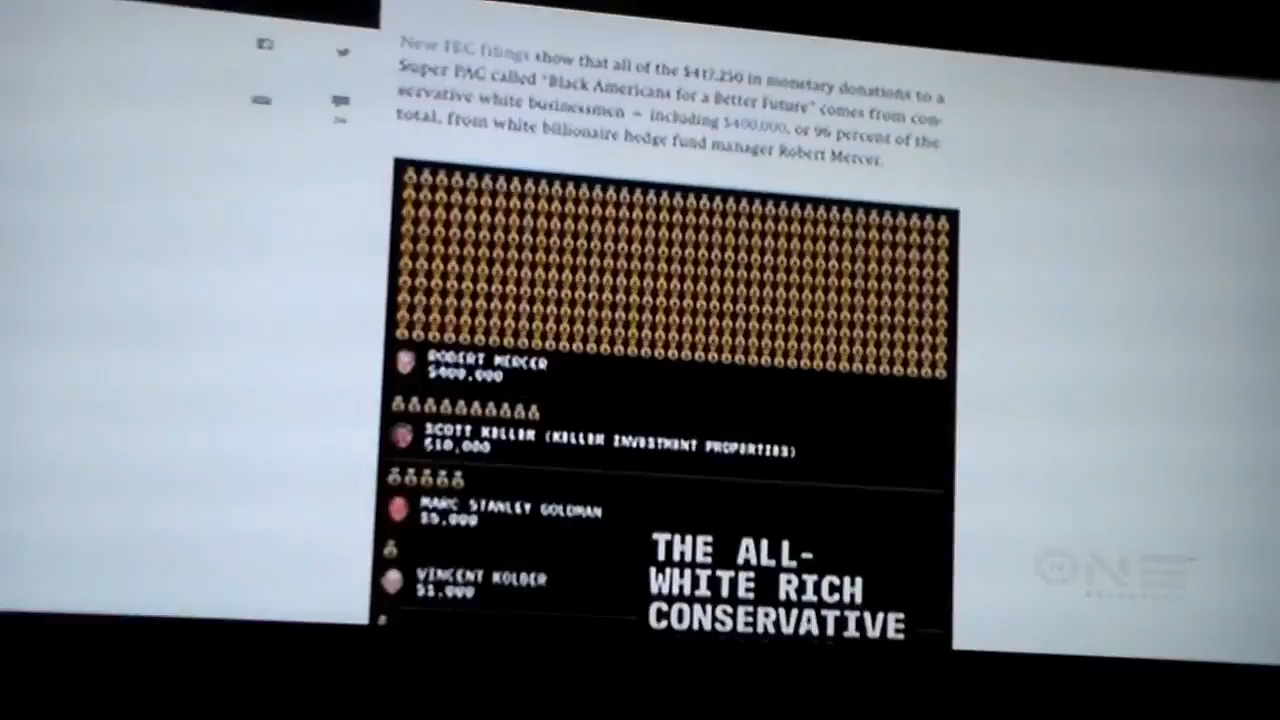 New FEC filings show that all of the $417,250 in monetary donations to a
Super PAC called "Black Americans for a Better Future" comes from con-
servative white businessmen – including $400,000, or 96 percent of the
total, from white billionaire hedge fund manager Robert Mercer.
ROBERT MERCER
$400,000
SCOTT KELLER (KELLER INVESTMENT PROPERTIES)
$10,000
MARC STANLEY GOLDMAN
$5,000
VINCENT KOLBER
$1,000
THE ALL-
WHITE RICH
CONSERVATIVE
ONE